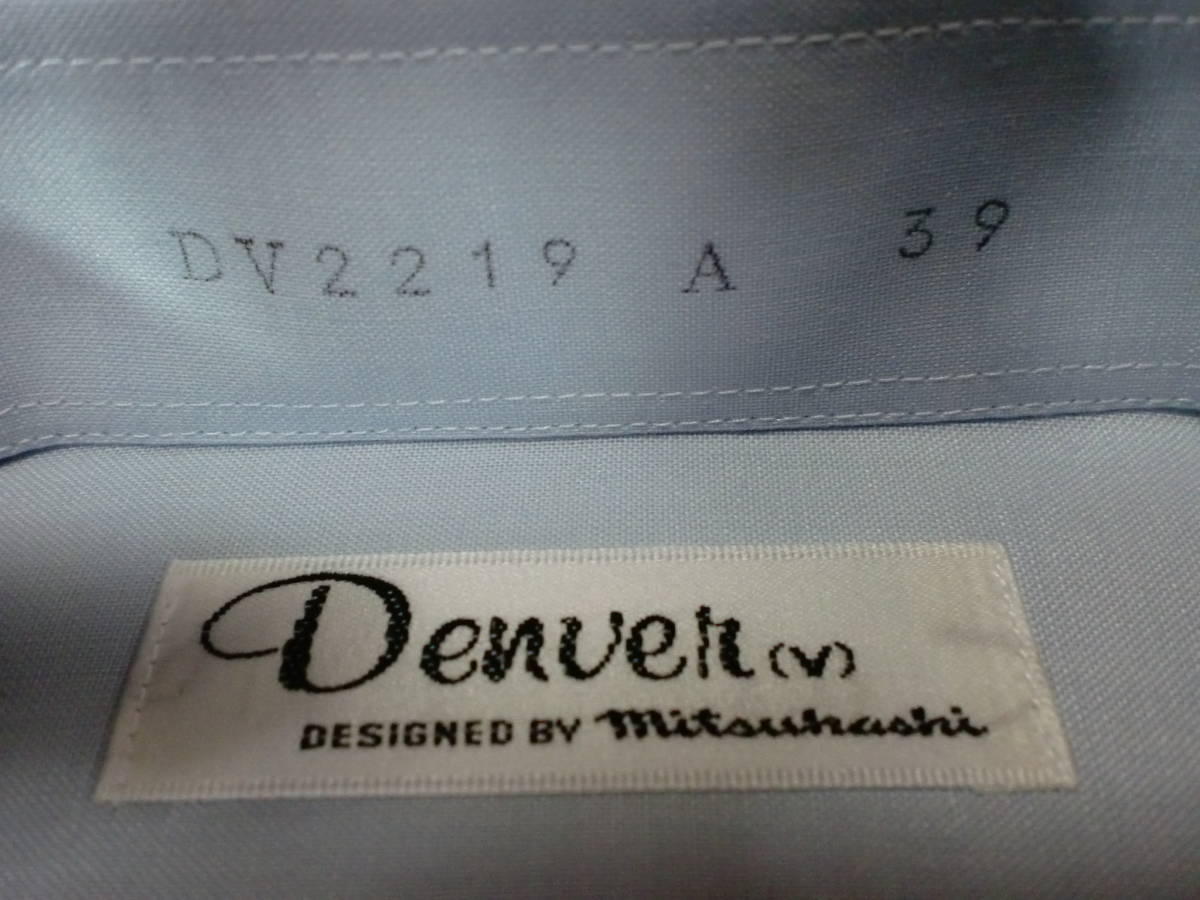 DV2219 A 39
Denver (V)
DESIGNED BY Mitsuhashi